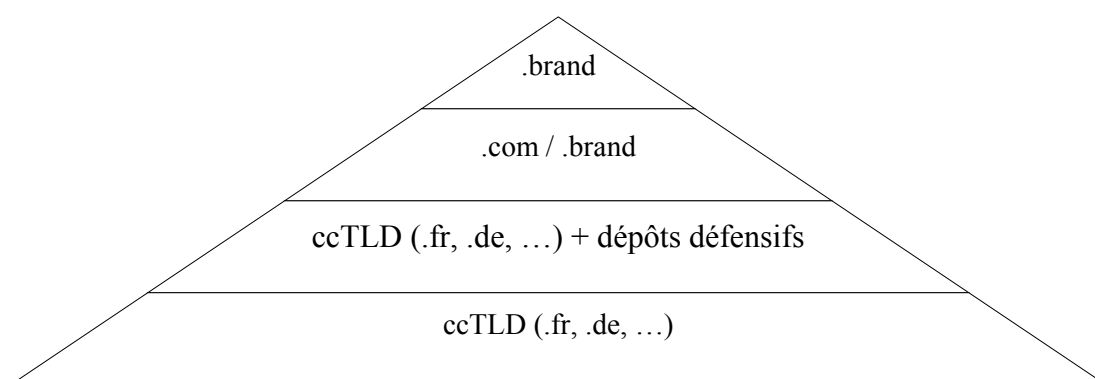 .brand
.com / .brand
ccTLD (.fr, .de, …) + dépôts défensifs
ccTLD (.fr, .de, …)